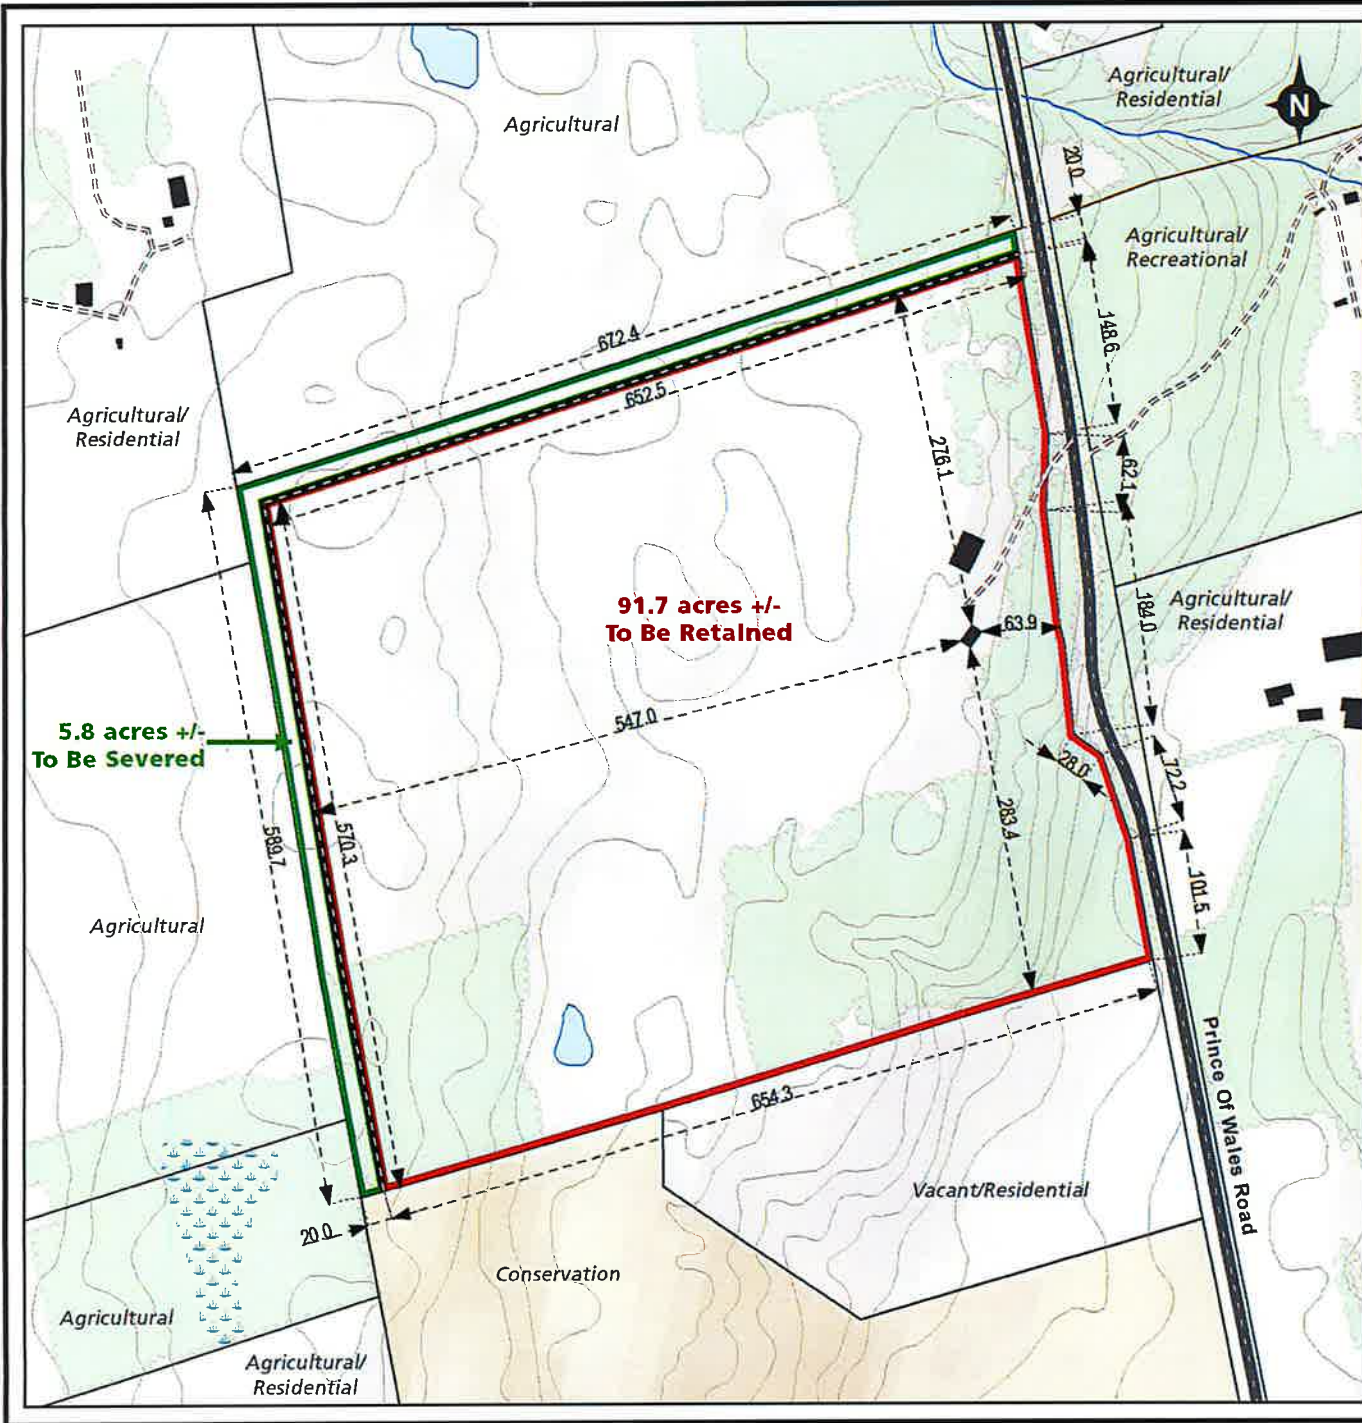 Agricultural/
Residential
N
Agricultural
20.0
Agricultural/
Recreational
672.4
148.6
652.5
Agricultural/
Residential
276.1
62.1
91.7 acres +/-
To Be Retained
63.9
184.0
Agricultural/
Residential
547.0
5.8 acres +/-
To Be Severed
28.0
72.2
589.7
570.3
283.4
101.5
Agricultural
654.3
Prince Of Wales Road
Vacant/Residential
20.0
Conservation
Agricultural
Agricultural/
Residential